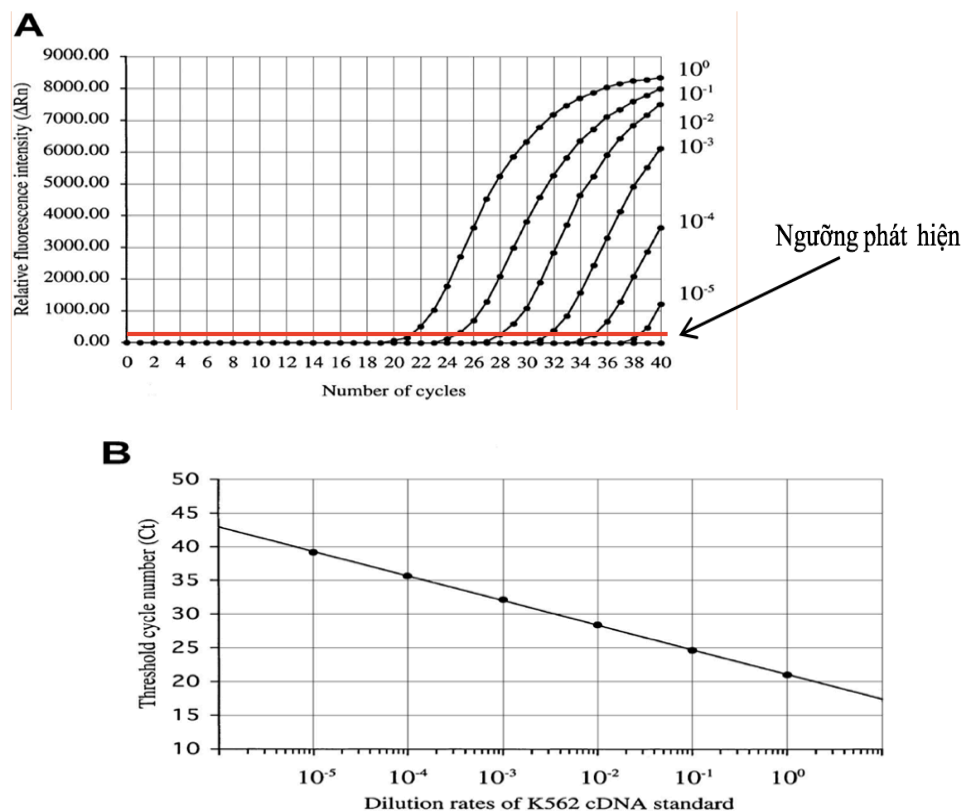 A
Relative fluorescence intensity (ΔRn)
9000.00
8000.00
7000.00
6000.00
5000.00
4000.00
3000.00
2000.00
1000.00
0.00
0 2 4 6 8 10 12 14 16 18 20 22 24 26 28 30 32 34 36 38 40
Number of cycles
10⁰
10⁻¹
10⁻²
10⁻³
10⁻⁴
10⁻⁵
Ngưỡng phát hiện
B
Threshold cycle number (Ct)
50
45
40
35
30
25
20
15
10
10⁻⁵ 10⁻⁴ 10⁻³ 10⁻² 10⁻¹ 10⁰
Dilution rates of K562 cDNA standard